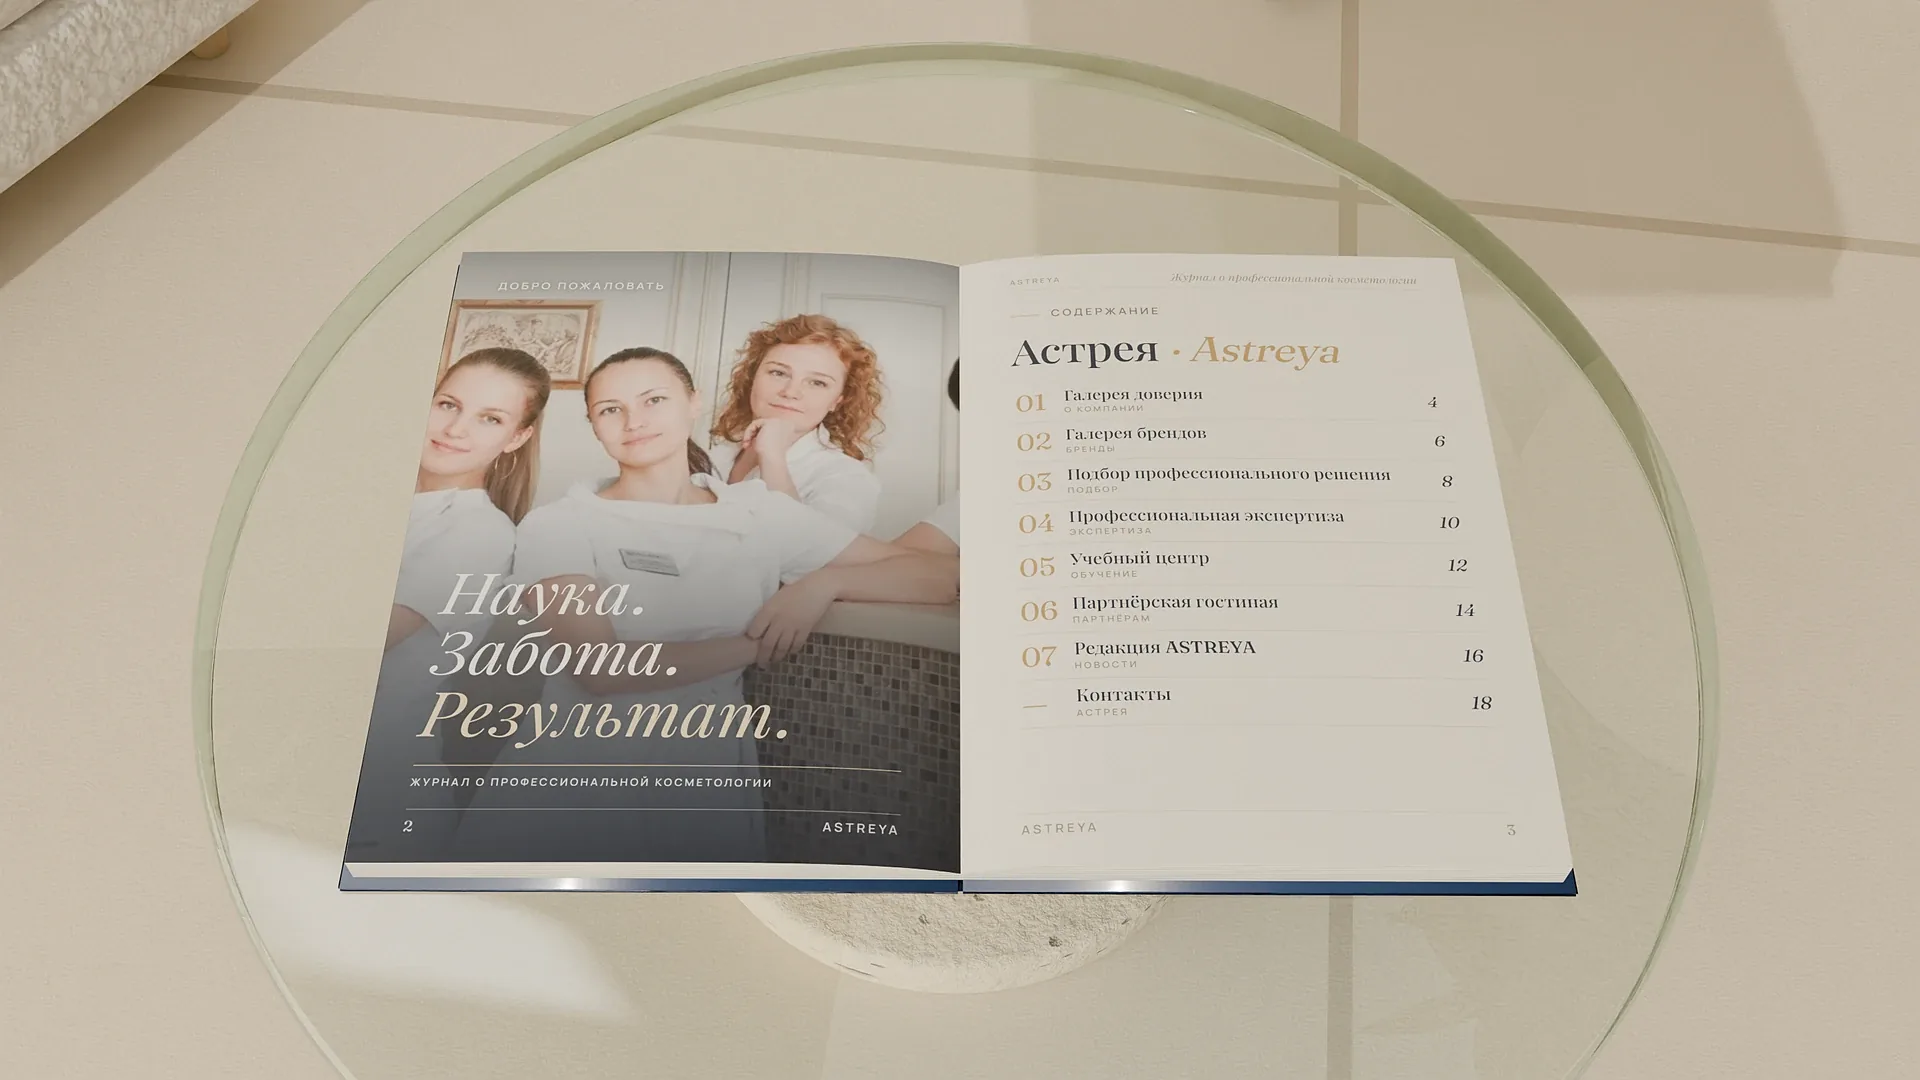 ДОБРО ПОЖАЛОВАТЬ
Наука.
Забота.
Результат.
ЖУРНАЛ О ПРОФЕССИОНАЛЬНОЙ КОСМЕТОЛОГИИ
2 ASTREYA
ASTREYA Журнал о профессиональной косметологии
СОДЕРЖАНИЕ
Астрея · Astreya
01 Галерея доверия 4
О КОМПАНИИ
02 Галерея брендов 6
БРЕНДЫ
03 Подбор профессионального решения 8
ПОДБОР
04 Профессиональная экспертиза 10
ЭКСПЕРТИЗА
05 Учебный центр 12
ОБУЧЕНИЕ
06 Партнёрская гостиная 14
ПАРТНЁРАМ
07 Редакция ASTREYA 16
НОВОСТИ
— Контакты 18
АСТРЕЯ
ASTREYA 3